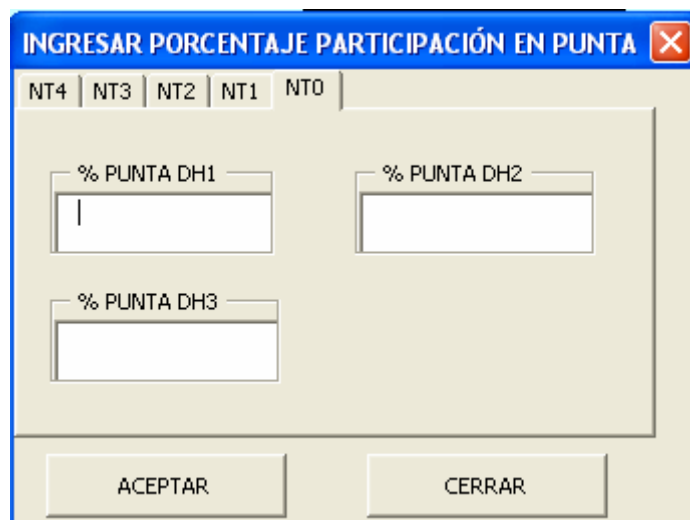 INGRESAR PORCENTAJE PARTICIPACIÓN EN PUNTA
NT4 NT3 NT2 NT1 NT0
% PUNTA DH1 % PUNTA DH2
% PUNTA DH3
ACEPTAR CERRAR